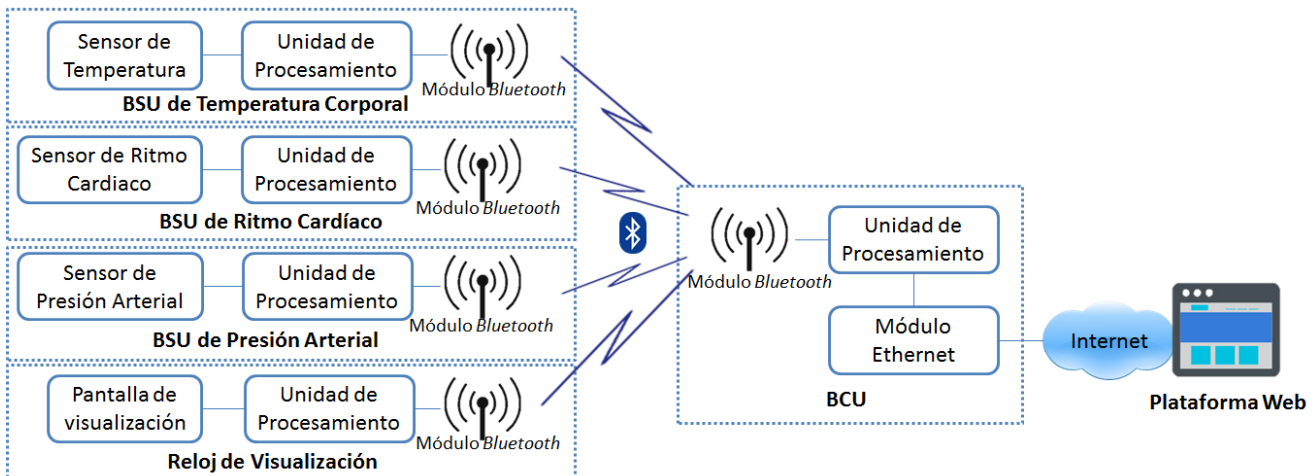 Sensor de
Temperatura
Unidad de
Procesamiento
Módulo Bluetooth
BSU de Temperatura Corporal
Sensor de Ritmo
Cardiaco
Unidad de
Procesamiento
Módulo Bluetooth
BSU de Ritmo Cardíaco
Sensor de
Presión Arterial
Unidad de
Procesamiento
Módulo Bluetooth
BSU de Presión Arterial
Pantalla de
visualización
Unidad de
Procesamiento
Módulo Bluetooth
Reloj de Visualización
Módulo Bluetooth
Unidad de
Procesamiento
Módulo
Ethernet
BCU
Internet
Plataforma Web